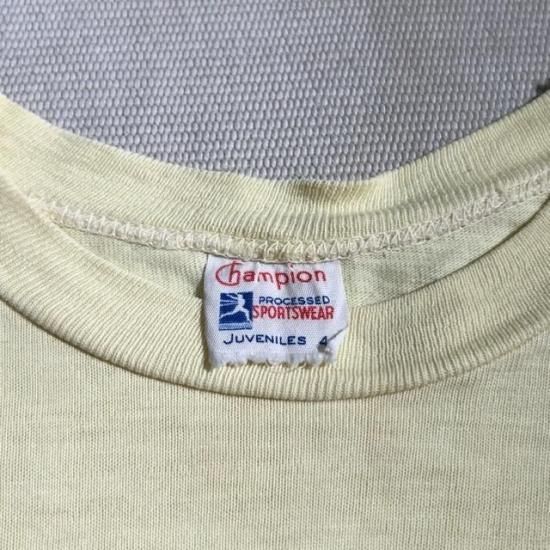 Champion
PROCESSED
SPORTSWEAR
JUVENILES 4